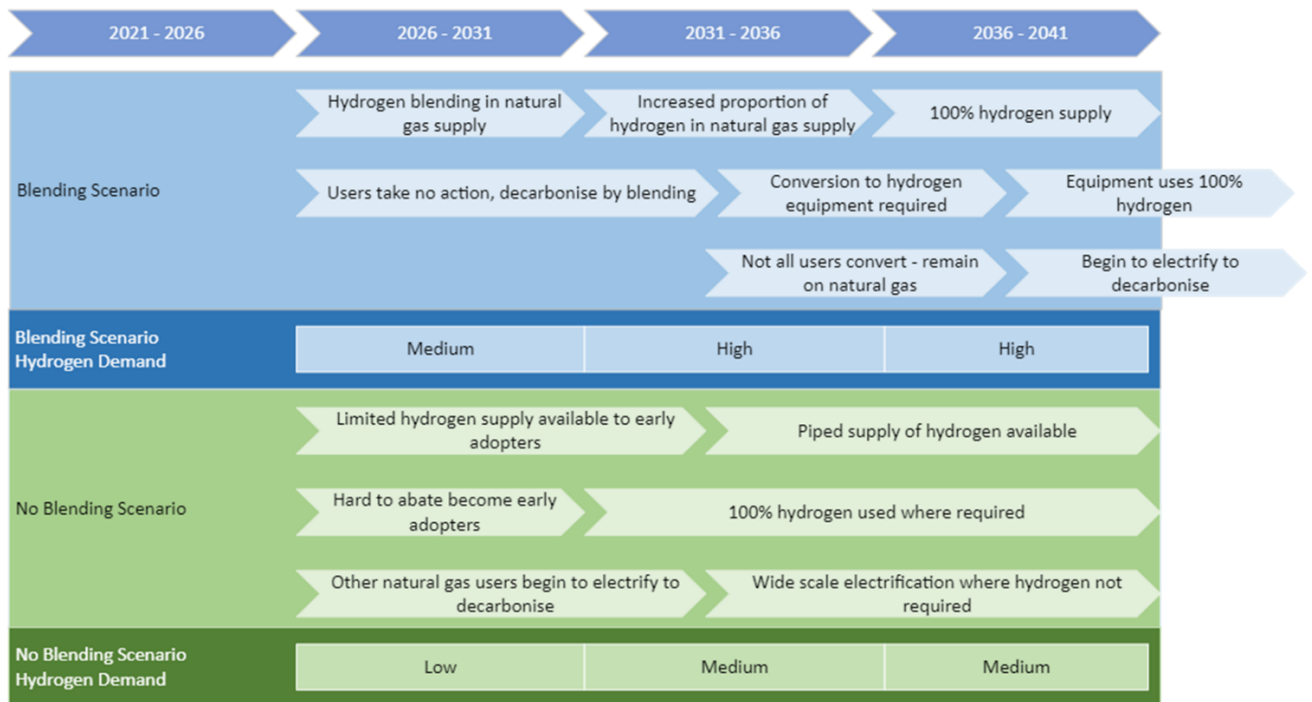 2021 - 2026
2026 - 2031
2031 - 2036
2036 - 2041
Blending Scenario
Hydrogen blending in natural
gas supply
Increased proportion of
hydrogen in natural gas supply
100% hydrogen supply
Users take no action, decarbonise by blending
Conversion to hydrogen
equipment required
Equipment uses 100%
hydrogen
Not all users convert - remain
on natural gas
Begin to electrify to
decarbonise
Blending Scenario
Hydrogen Demand
Medium
High
High
No Blending Scenario
Limited hydrogen supply available to early
adopters
Piped supply of hydrogen available
Hard to abate become early
adopters
100% hydrogen used where required
Other natural gas users begin to electrify to
decarbonise
Wide scale electrification where hydrogen not
required
No Blending Scenario
Hydrogen Demand
Low
Medium
Medium